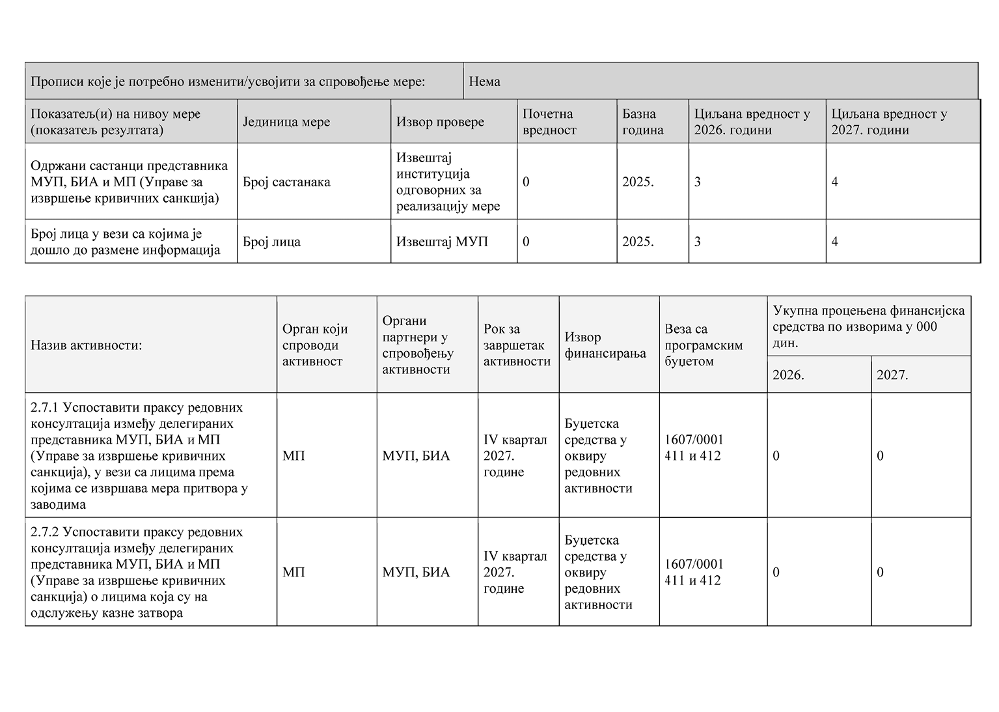 Прописи које је потребно изменити/усвојити за спровођење мере:
Нема
Показатељ(и) на нивоу мере
(показатељ резултата)
Јединица мере
Извор провере
Почетна
вредност
Базна
година
Циљана вредност у
2026. години
Циљана вредност у
2027. години
Одржани састанци представника
МУП, БИА и МП (Управе за
извршење кривичних санкција)
Број састанака
Извештај
институција
одговорних за
реализацију мере
0
2025.
3
4
Број лица у вези са којима је
дошло до размене информација
Број лица
Извештај МУП
0
2025.
3
4
Назив активности:
Орган који
спроводи
активност
Органи
партнери у
спровођењу
активности
Рок за
завршетак
активности
Извор
финансирања
Веза са
програмским
буџетом
Укупна процењена финансијска
средства по изворима у 000
дин.
2026.
2027.
2.7.1 Успоставити праксу редовних
консултација између делегираних
представника МУП, БИА и МП
(Управе за извршење кривичних
санкција), у вези са лицима према
којима се извршава мера притвора у
заводима
МП
МУП, БИА
IV квартал
2027.
године
Буџетска
средства у
оквиру
редовних
активности
1607/0001
411 и 412
0
0
2.7.2 Успоставити праксу редовних
консултација између делегираних
представника МУП, БИА и МП
(Управе за извршење кривичних
санкција) о лицима која су на
одслужењу казне затвора
МП
МУП, БИА
IV квартал
2027.
године
Буџетска
средства у
оквиру
редовних
активности
1607/0001
411 и 412
0
0